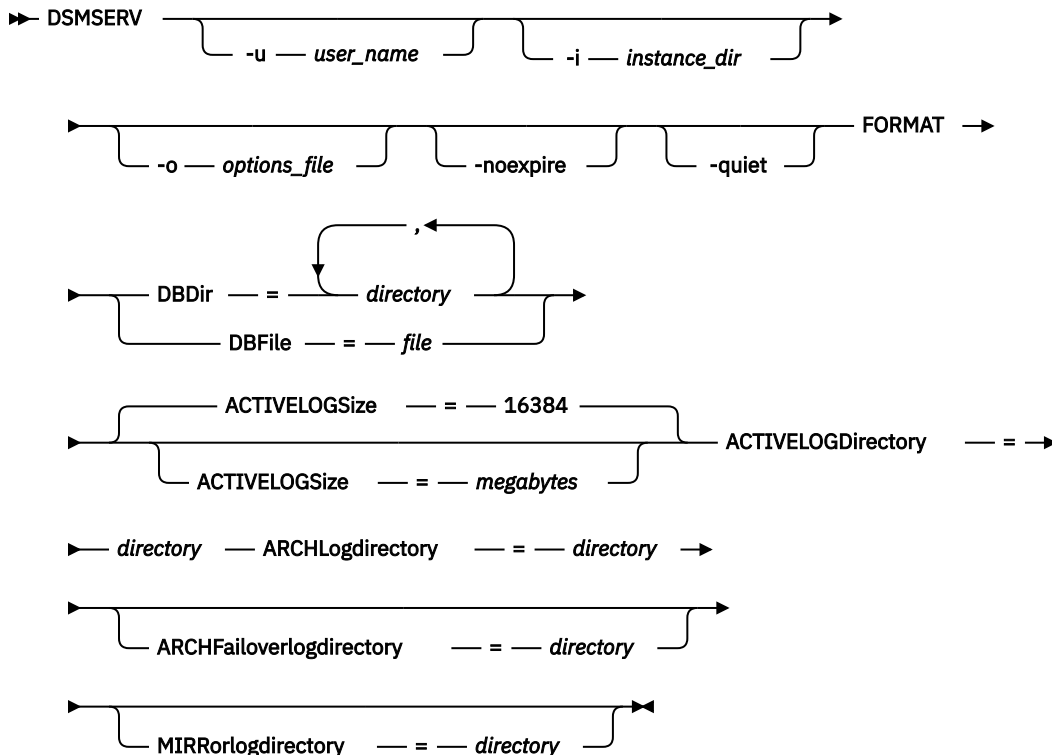 DSMSERV
-u user_name -i instance_dir
FORMAT
-o options_file -noexpire -quiet
,
DBDir = directory
DBFile = file
ACTIVELOGSize = 16384
ACTIVELOGDirectory =
ACTIVELOGSize = megabytes
directory ARCHLogdirectory = directory
ARCHFailoverlogdirectory = directory
MIRRorlogdirectory = directory